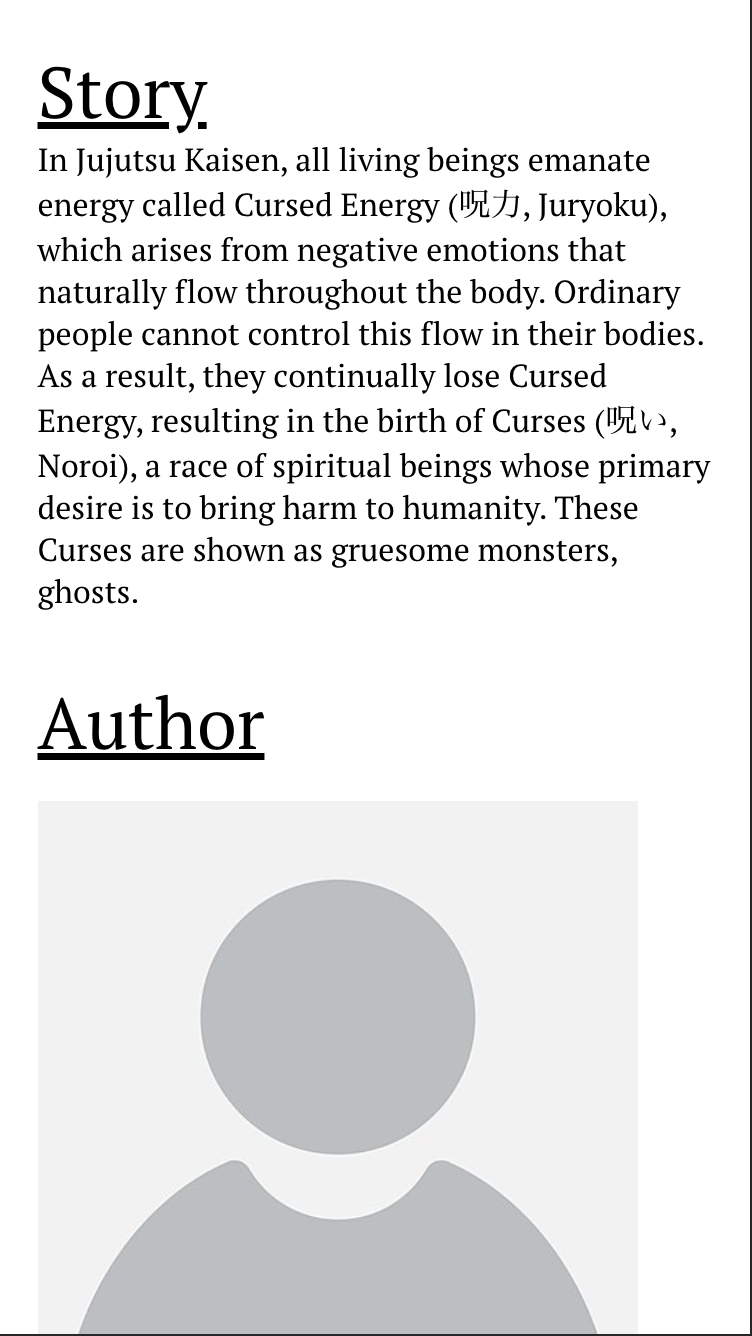 Story
In Jujutsu Kaisen, all living beings emanate
energy called Cursed Energy (呪力, Juryoku),
which arises from negative emotions that
naturally flow throughout the body. Ordinary
people cannot control this flow in their bodies.
As a result, they continually lose Cursed
Energy, resulting in the birth of Curses (呪い,
Noroi), a race of spiritual beings whose primary
desire is to bring harm to humanity. These
Curses are shown as gruesome monsters,
ghosts.
Author